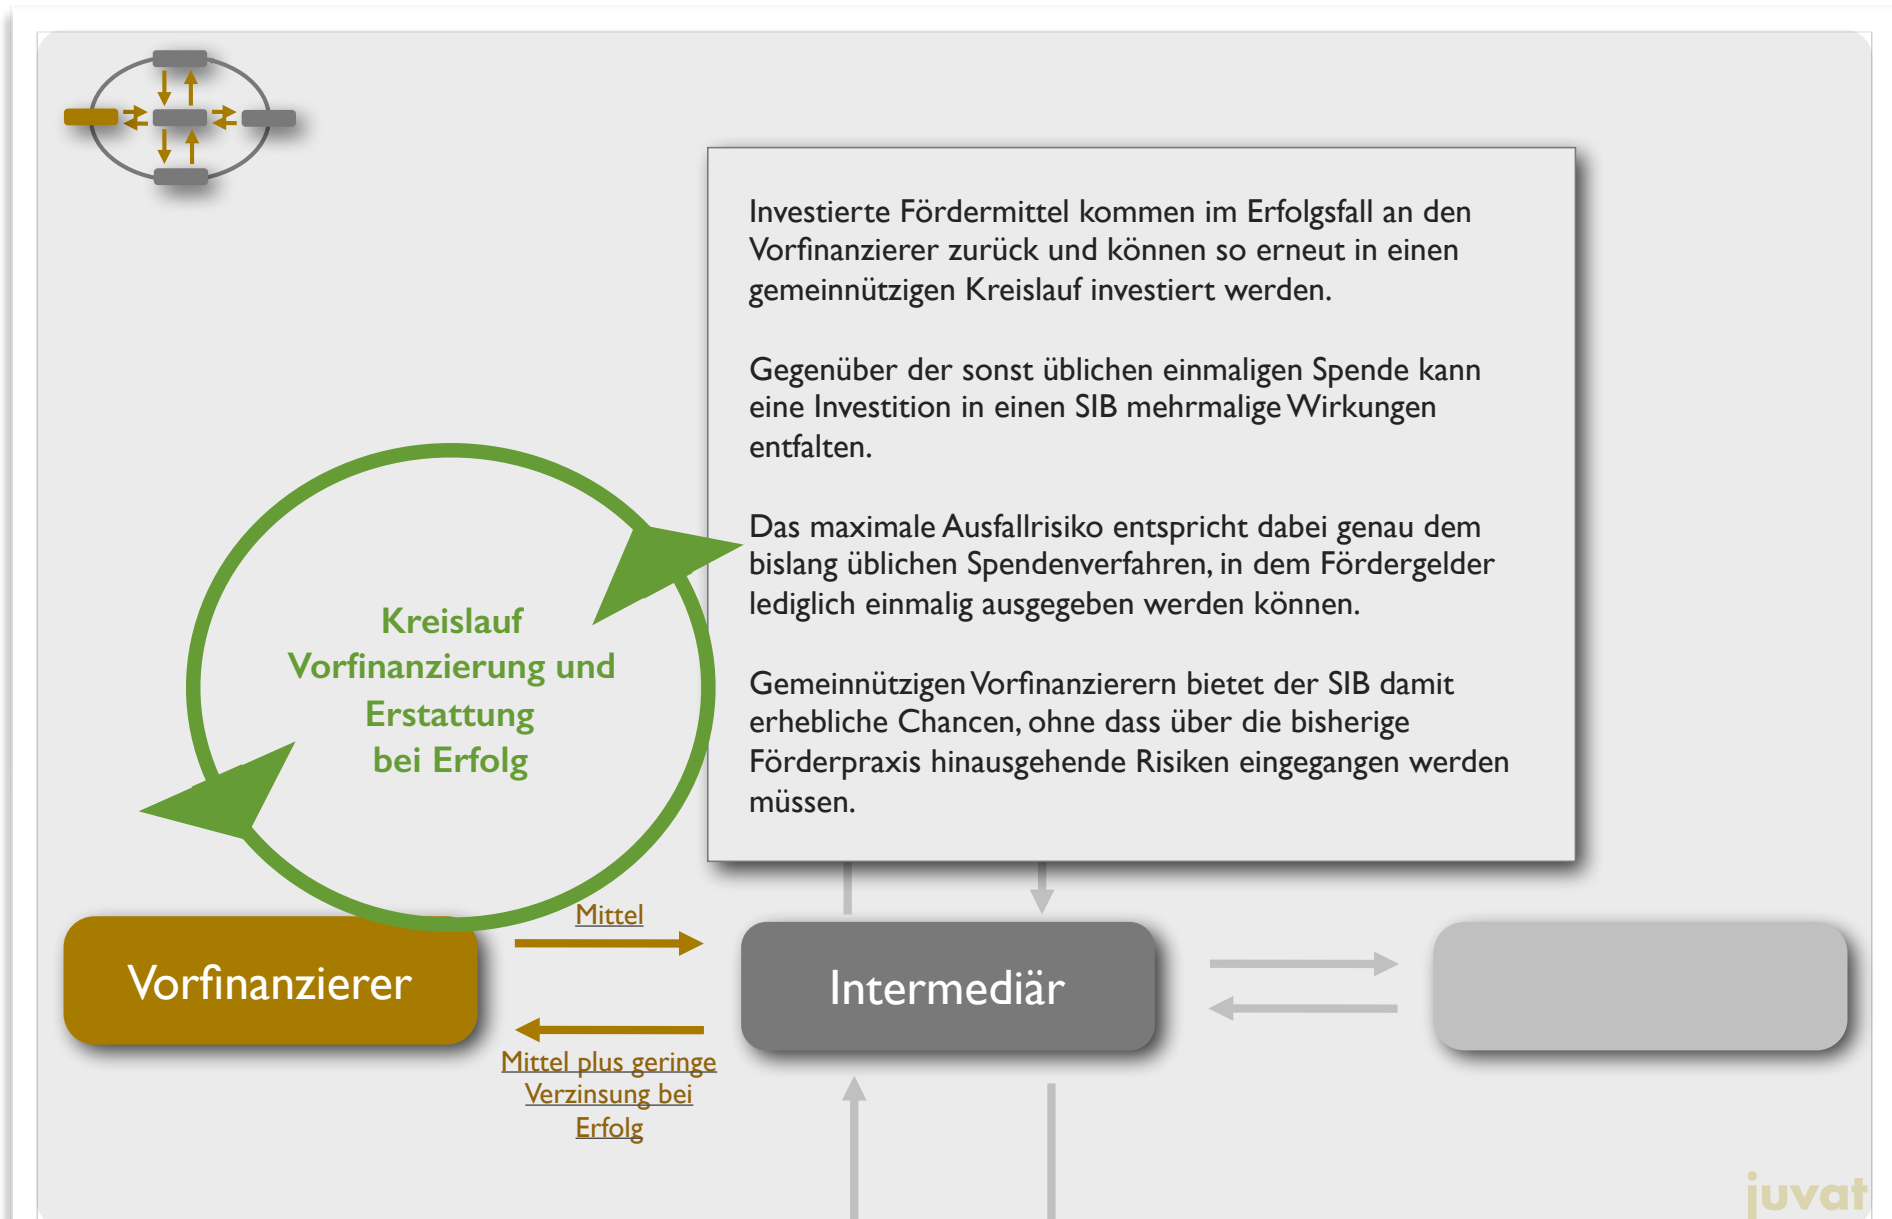 Investierte Fördermittel kommen im Erfolgsfall an den
Vorfinanzierer zurück und können so erneut in einen
gemeinnützigen Kreislauf investiert werden.
Gegenüber der sonst üblichen einmaligen Spende kann
eine Investition in einen SIB mehrmalige Wirkungen
entfalten.
Das maximale Ausfallrisiko entspricht dabei genau dem
bislang üblichen Spendenverfahren, in dem Fördergelder
lediglich einmalig ausgegeben werden können.
Gemeinnützigen Vorfinanzierern bietet der SIB damit
erhebliche Chancen, ohne dass über die bisherige
Förderpraxis hinausgehende Risiken eingegangen werden
müssen.
Kreislauf
Vorfinanzierung und
Erstattung
bei Erfolg
Vorfinanzierer
Mittel
Mittel plus geringe
Verzinsung bei
Erfolg
Intermediär
juvat